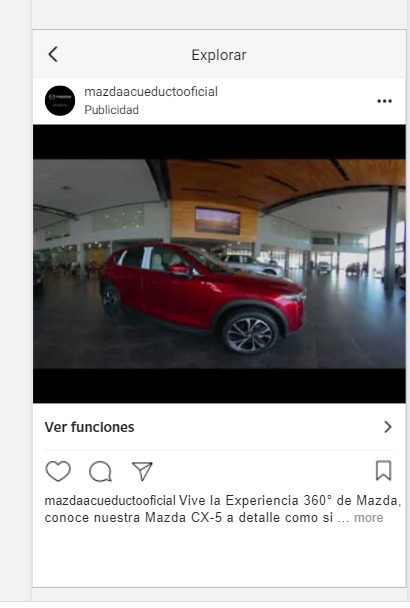 Explorar
mazdaacueductooficial
Publicidad
Ver funciones
mazdaacueductooficial Vive la Experiencia 360° de Mazda,
conoce nuestra Mazda CX-5 a detalle como si ... more